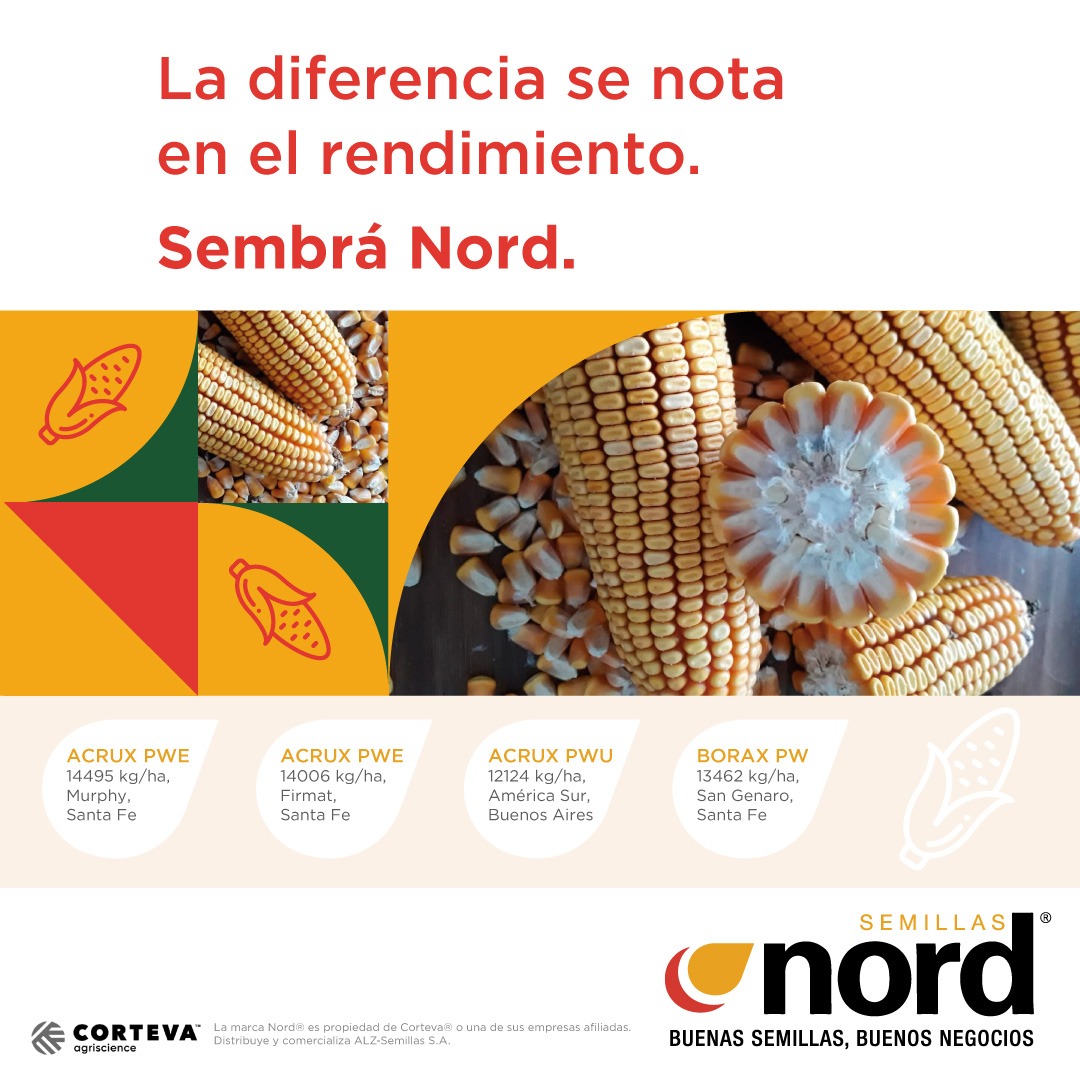 La diferencia se nota
en el rendimiento.
Sembrá Nord.
ACRUX PWE
14495 kg/ha,
Murphy,
Santa Fe
ACRUX PWE
14006 kg/ha,
Firmat,
Santa Fe
ACRUX PWU
12124 kg/ha,
América Sur,
Buenos Aires
BORAX PW
13462 kg/ha,
San Genaro,
Santa Fe
SEMILLAS
nord®
BUENAS SEMILLAS, BUENOS NEGOCIOS
CORTEVA™
agriscience
La marca Nord® es propiedad de Corteva® o una de sus empresas afiliadas.
Distribuye y comercializa ALZ-Semillas S.A.